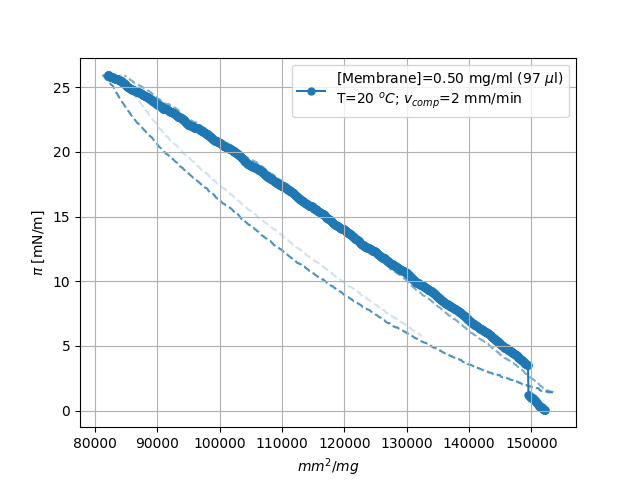 [Membrane]=0.50 mg/ml (97 μl)
T=20 °C; v_comp=2 mm/min
25
20
15
10
5
0
π [mN/m]
80000 90000 100000 110000 120000 130000 140000 150000
mm²/mg